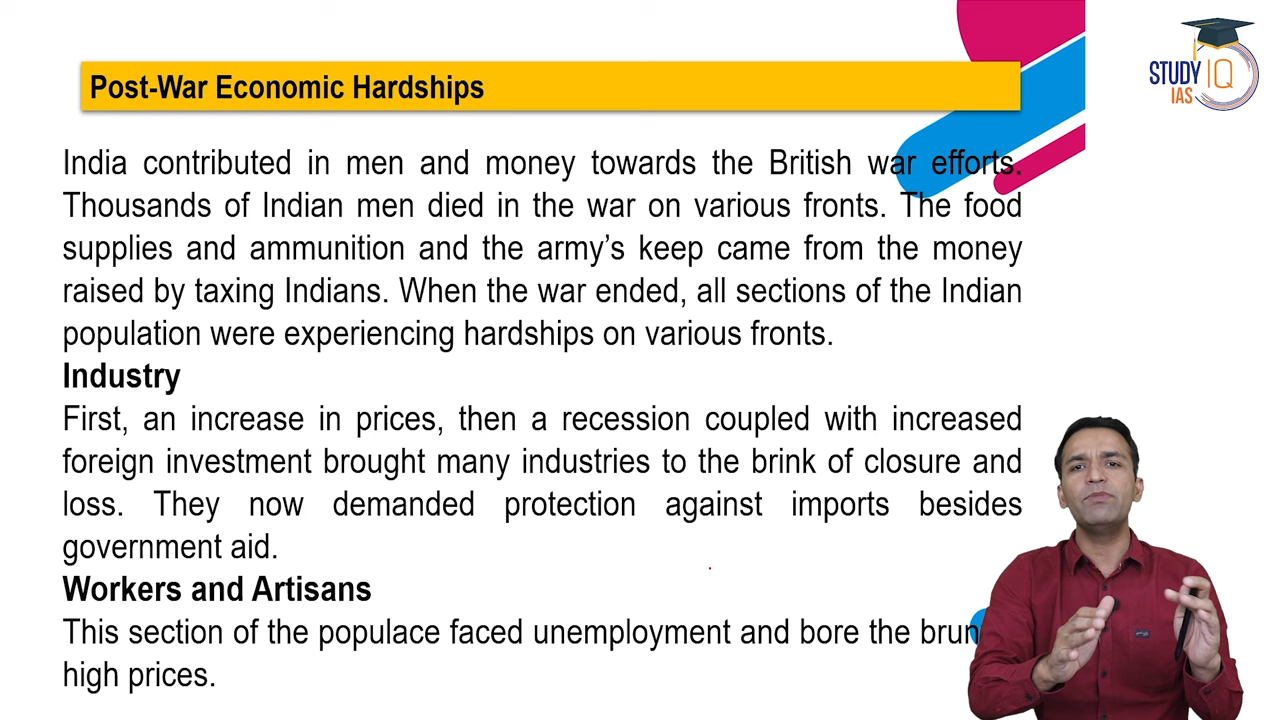 Post-War Economic Hardships
STUDY IQ
IAS
India contributed in men and money towards the British war efforts.
Thousands of Indian men died in the war on various fronts. The food
supplies and ammunition and the army’s keep came from the money
raised by taxing Indians. When the war ended, all sections of the Indian
population were experiencing hardships on various fronts.
Industry
First, an increase in prices, then a recession coupled with increased
foreign investment brought many industries to the brink of closure and
loss. They now demanded protection against imports besides
government aid.
Workers and Artisans
This section of the populace faced unemployment and bore the
high prices.